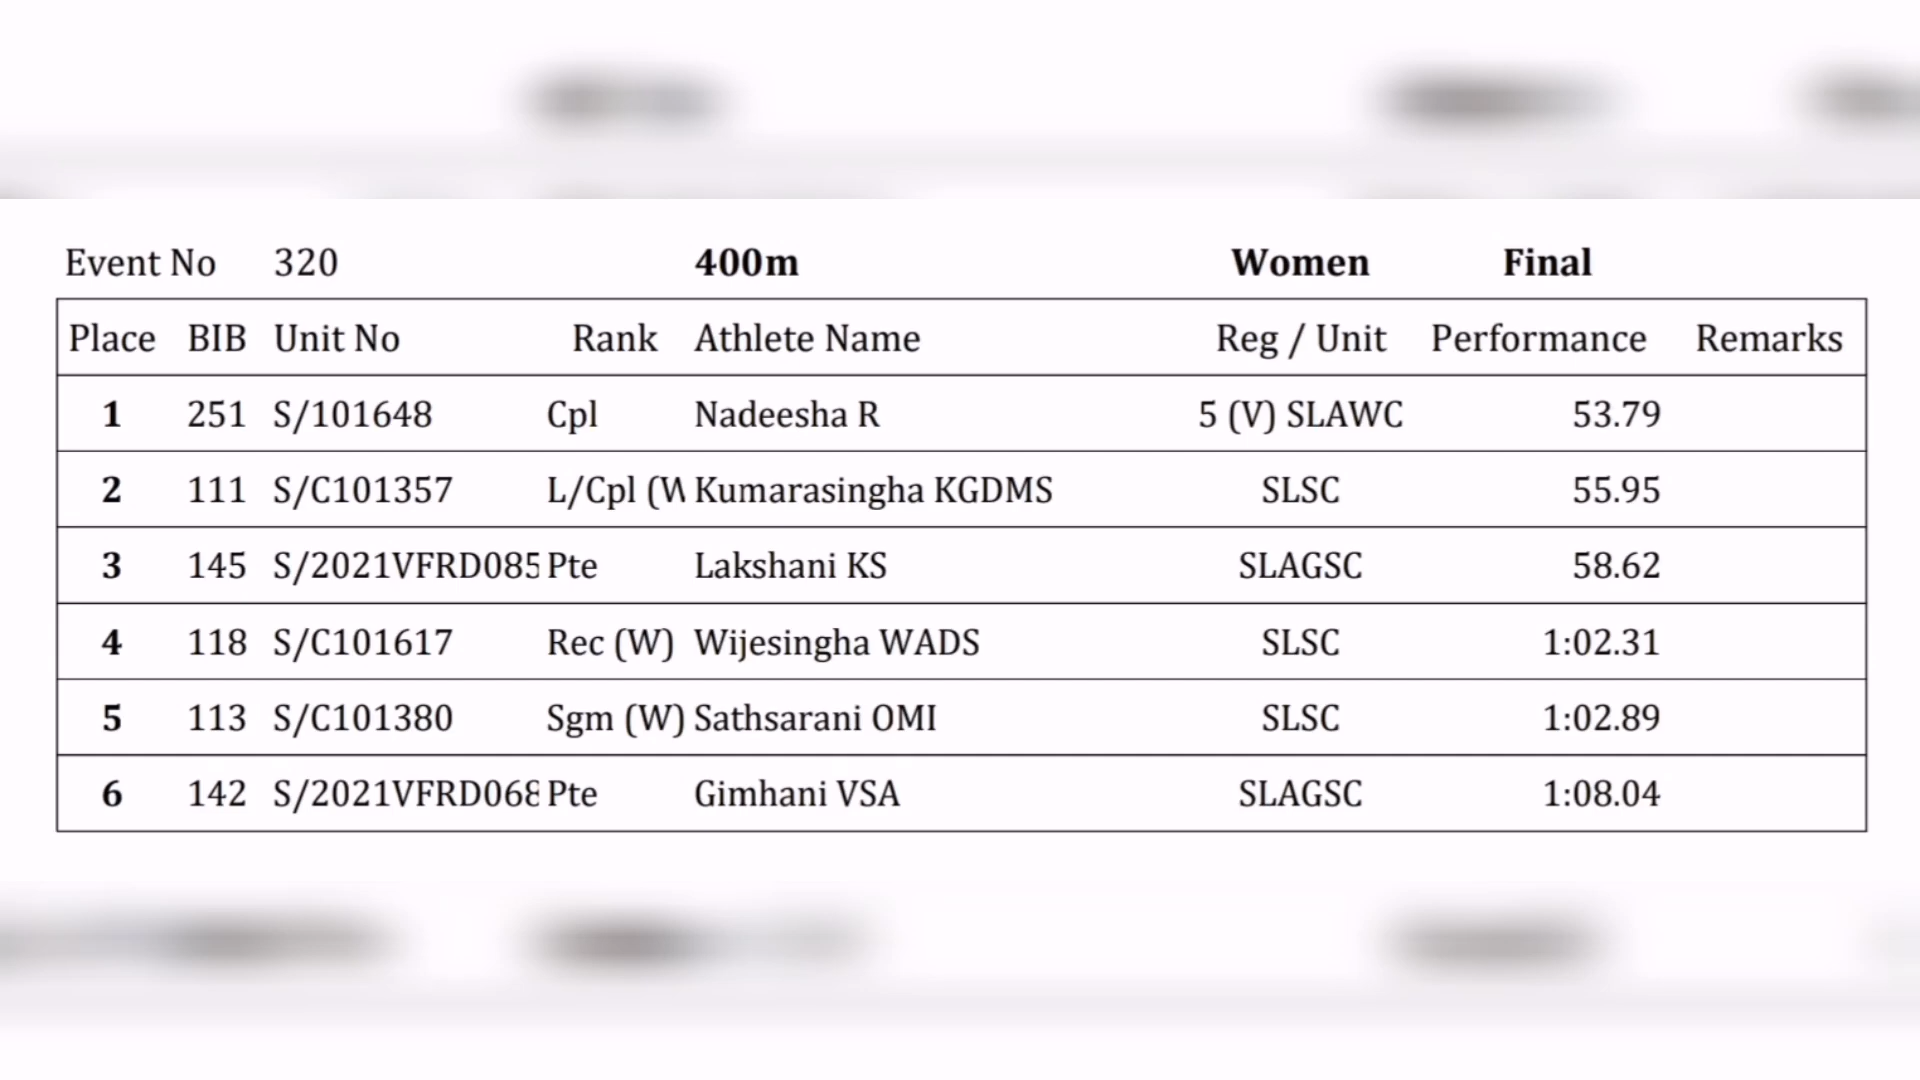 Event No 320 400m Women Final
Place BIB Unit No Rank Athlete Name Reg / Unit Performance Remarks
1 251 S/101648 Cpl Nadeesha R 5 (V) SLAWC 53.79
2 111 S/C101357 L/Cpl (W Kumarasingha KGDMS SLSC 55.95
3 145 S/2021VFRD085 Pte Lakshani KS SLAGSC 58.62
4 118 S/C101617 Rec (W) Wijesingha WADS SLSC 1:02.31
5 113 S/C101380 Sgm (W) Sathsarani OMI SLSC 1:02.89
6 142 S/2021VFRD068 Pte Gimhani VSA SLAGSC 1:08.04